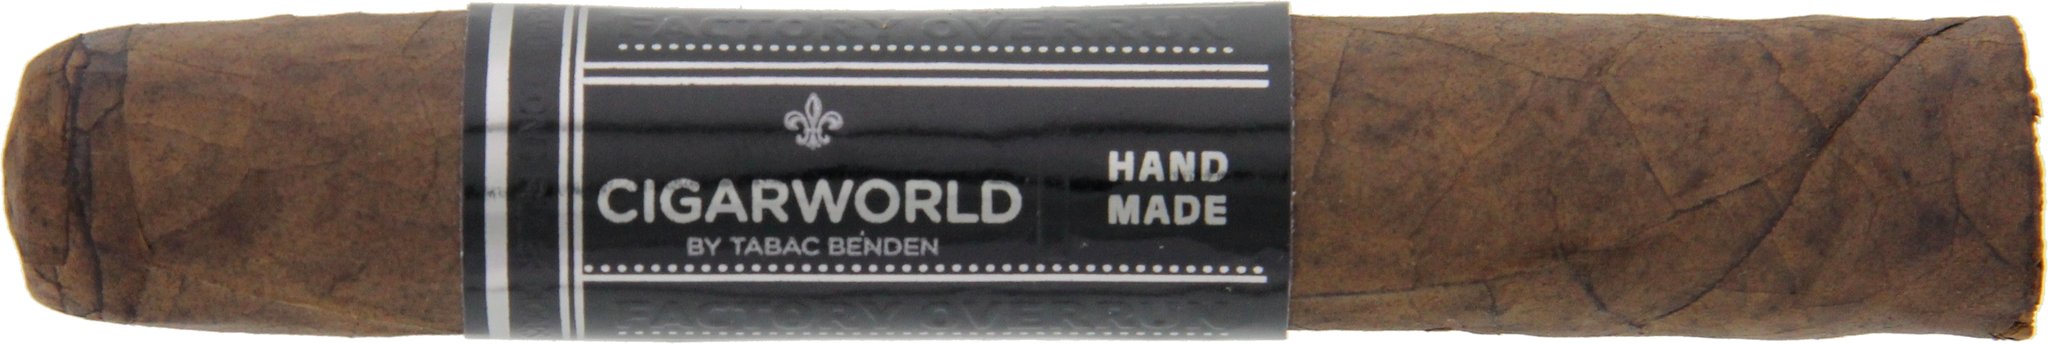 FACTORY OVERRUN
CIGARWORLD
BY TABAC BENDEN
HAND
MADE
FACTORY OVERRUN